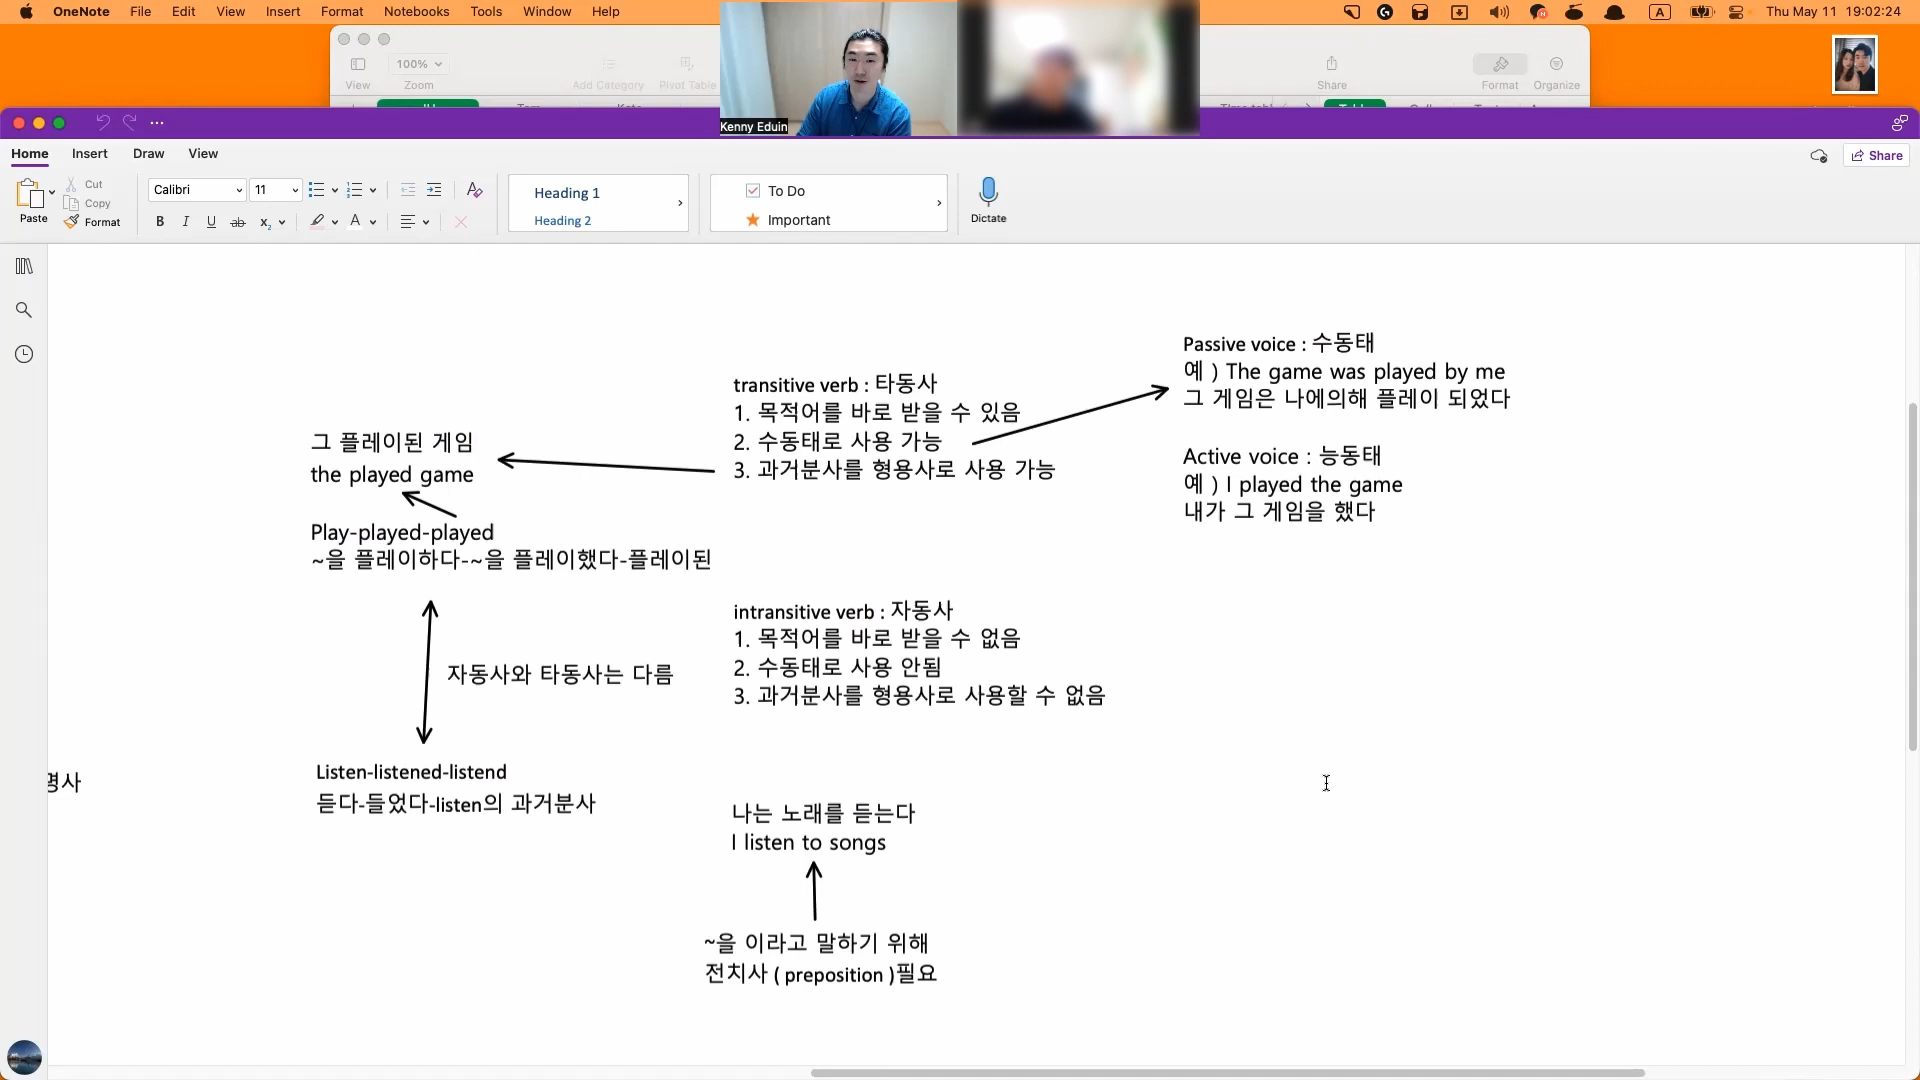 OneNote File Edit View Insert Format Notebooks Tools Window Help
Thu May 11 19:02:24
100%
View Zoom Add Category Pivot Table Share Format Organize
Kenny Eduin
Home Insert Draw View
Share
Paste
Cut
Copy
Format
Calibri 11
Heading 1
Heading 2
To Do
Important
Dictate
그 플레이된 게임
the played game
Play-played-played
~을 플레이하다-~을 플레이했다-플레이된
자동사와 타동사는 다름
Listen-listened-listend
듣다-들었다-listen의 과거분사
transitive verb : 타동사
1. 목적어를 바로 받을 수 있음
2. 수동태로 사용 가능
3. 과거분사를 형용사로 사용 가능
intransitive verb : 자동사
1. 목적어를 바로 받을 수 없음
2. 수동태로 사용 안됨
3. 과거분사를 형용사로 사용할 수 없음
나는 노래를 듣는다
I listen to songs
~을 이라고 말하기 위해
전치사 ( preposition )필요
Passive voice : 수동태
예 ) The game was played by me
그 게임은 나에의해 플레이 되었다
Active voice : 능동태
예 ) I played the game
내가 그 게임을 했다